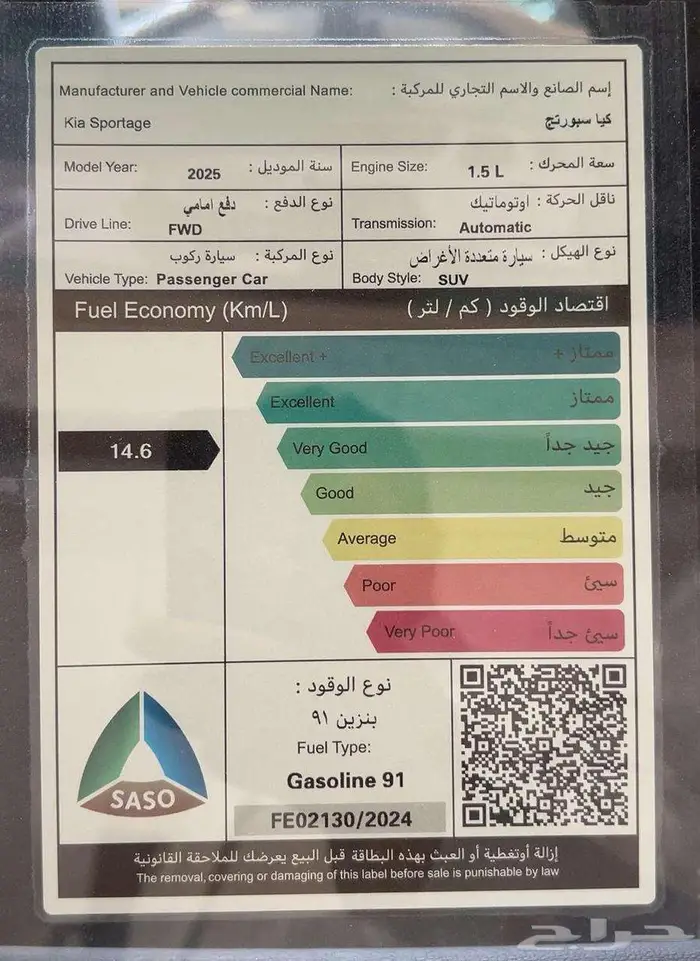 Manufacturer and Vehicle commercial Name: إسم الصانع والاسم التجاري للمركبة :
Kia Sportage كيا سبورتج
Model Year: 2025 سنة الموديل : Engine Size: 1.5 L سعة المحرك :
نوع الدفع : دفع امامي ناقل الحركة : اوتوماتيك
Drive Line: FWD Transmission: Automatic
نوع المركبة : سيارة ركوب نوع الهيكل : سيارة متعددة الأغراض
Vehicle Type: Passenger Car Body Style: SUV
Fuel Economy (Km/L) اقتصاد الوقود ( كم / لتر )
Excellent + ممتاز +
Excellent ممتاز
14.6 Very Good جيد جداً
Good جيد
Average متوسط
Poor سيئ
Very Poor سيئ جداً
نوع الوقود :
بنزين ٩١
Fuel Type:
Gasoline 91
SASO
FE02130/2024
إزالة أوتغطية أو العبث بهذه البطاقة قبل البيع يعرضك للملاحقة القانونية
The removal, covering or damaging of this label before sale is punishable by law
حراج